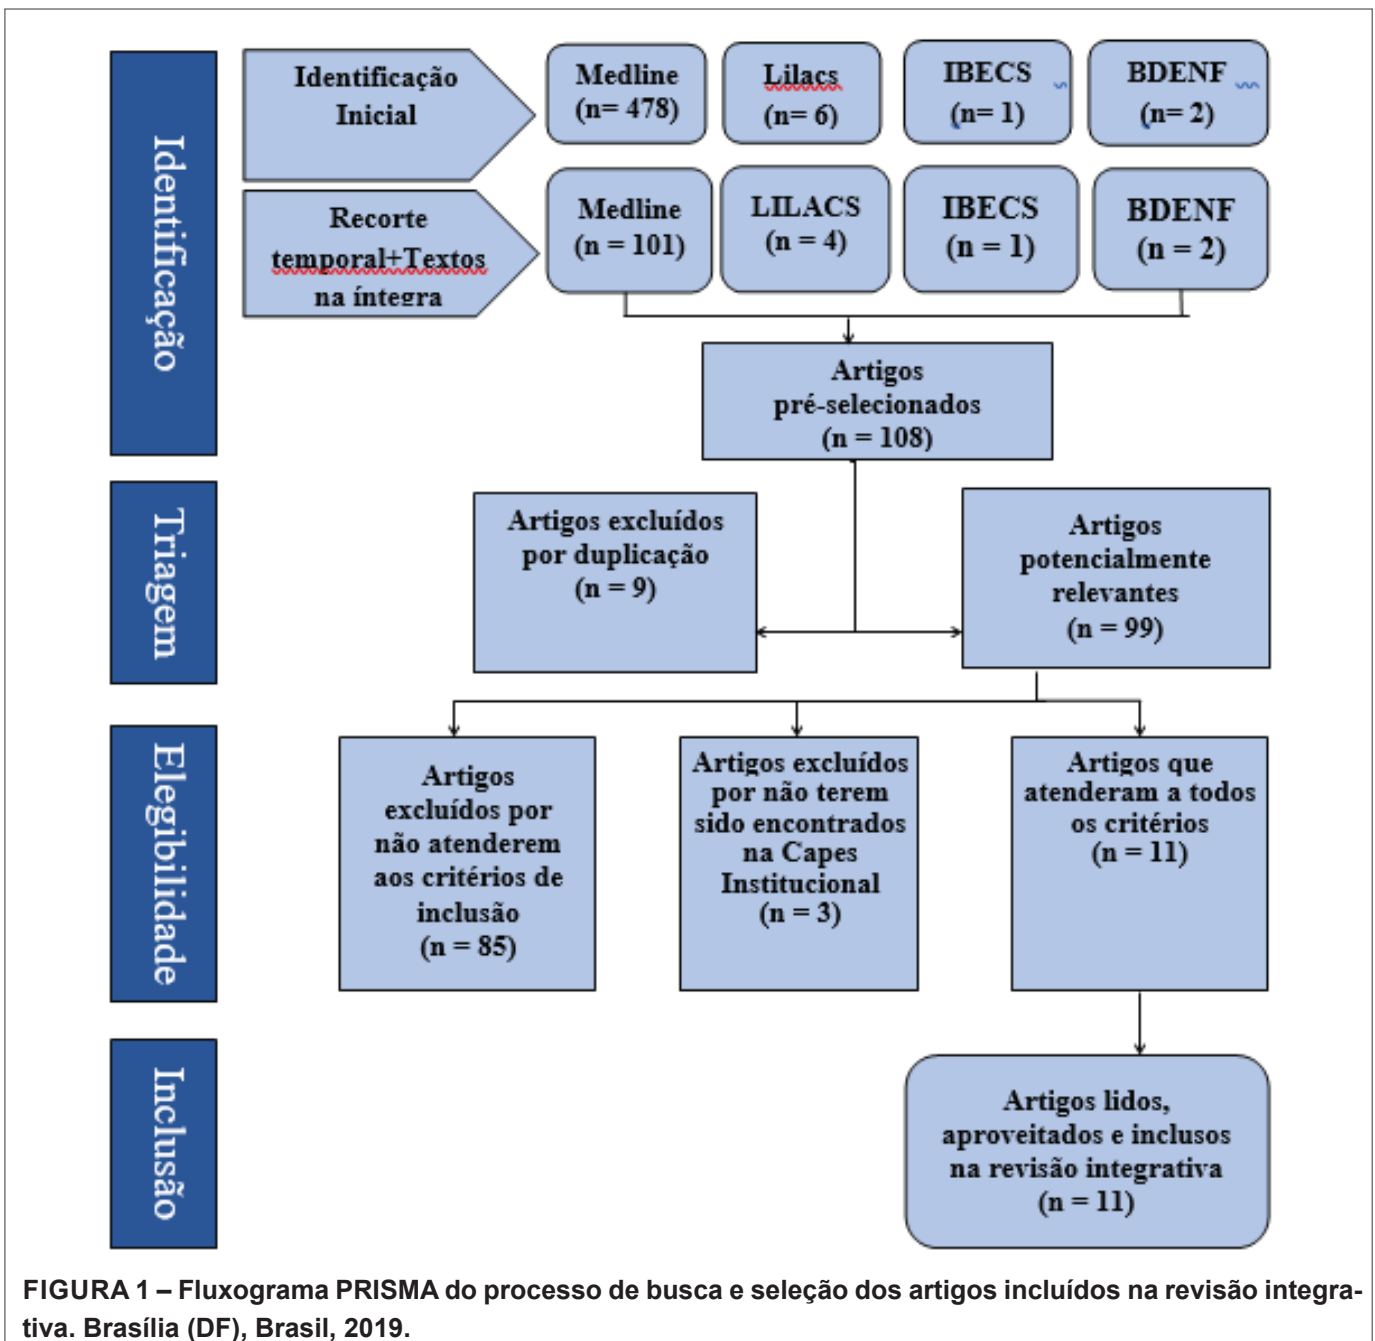 Identificação
Identificação
Inicial
Medline
(n= 478)
Lilacs
(n= 6)
IBECS
(n= 1)
BDENF
(n= 2)
Recorte
temporal+Textos
na íntegra
Medline
(n = 101)
LILACS
(n = 4)
IBECS
(n = 1)
BDENF
(n = 2)
Artigos
pré-selecionados
(n = 108)
Triagem
Artigos excluídos
por duplicação
(n = 9)
Artigos
potencialmente
relevantes
(n = 99)
Elegibilidade
Artigos
excluídos por
não atenderem
aos critérios de
inclusão
(n = 85)
Artigos excluídos
por não terem
sido encontrados
na Capes
Institucional
(n = 3)
Artigos que
atenderam a todos
os critérios
(n = 11)
Inclusão
Artigos lidos,
aproveitados e inclusos
na revisão integrativa
(n = 11)
FIGURA 1 – Fluxograma PRISMA do processo de busca e seleção dos artigos incluídos na revisão integra-
tiva. Brasília (DF), Brasil, 2019.